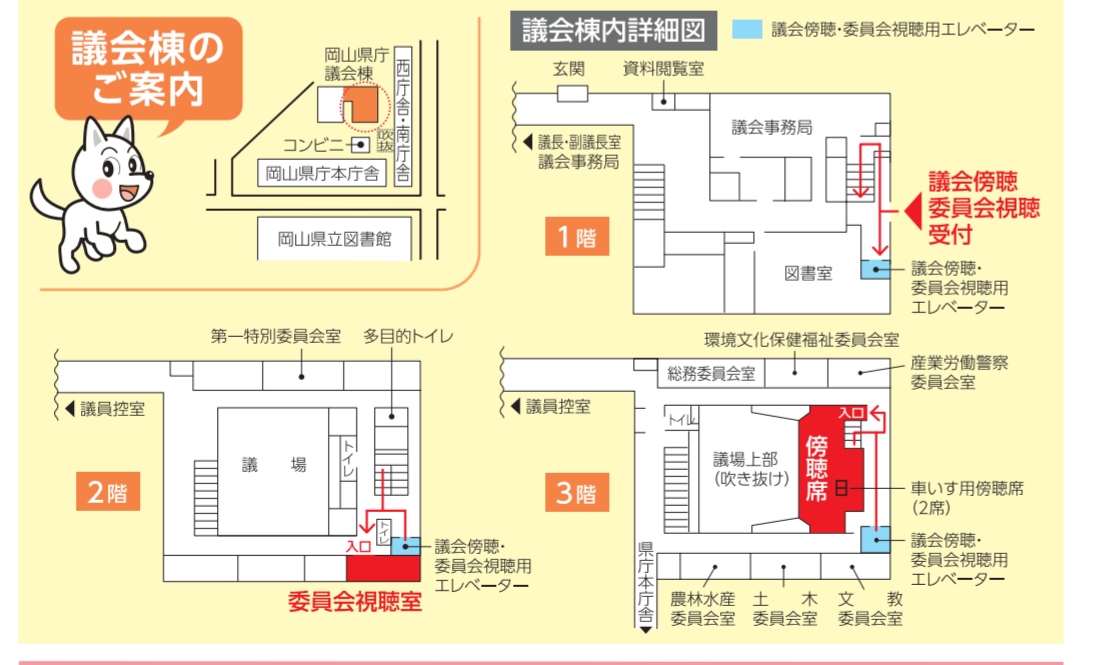 議会棟の
ご案内
岡山県庁
議会棟
西庁舎・南庁舎
吹抜
コンビニ
岡山県庁本庁舎
岡山県立図書館
議会棟内詳細図
議会傍聴・委員会視聴用エレベーター
玄関
資料閲覧室
議会事務局
議長・副議長室
議会事務局
1階
図書室
議会傍聴
委員会視聴
受付
議会傍聴・
委員会視聴用
エレベーター
第一特別委員会室
多目的トイレ
議員控室
2階
議 場
トイレ
トイレ
入口
議会傍聴・
委員会視聴用
エレベーター
委員会視聴室
環境文化保健福祉委員会室
総務委員会室
産業労働警察
委員会室
議員控室
3階
トイレ
議場上部
(吹き抜け)
傍聴席
入口
車いす用傍聴席
(2席)
議会傍聴・
委員会視聴用
エレベーター
県庁本庁舎
農林水産
委員会室
土 木
委員会室
文 教
委員会室